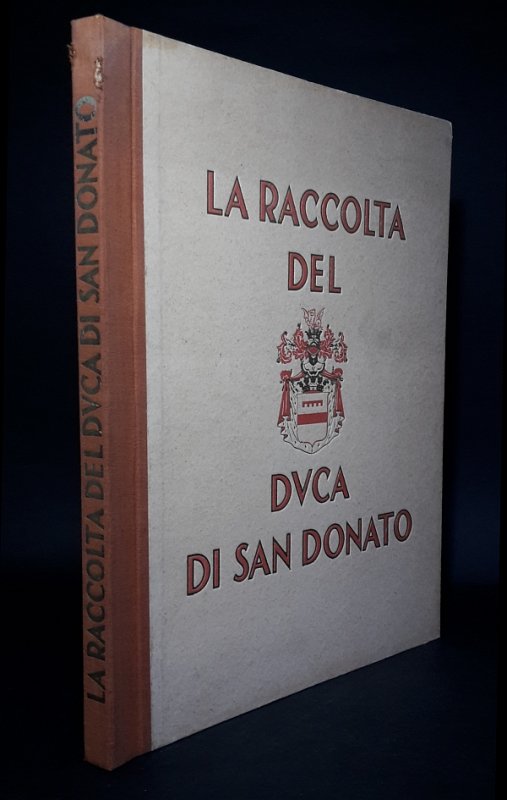 LA RACCOLTA DEL DVCA DI SAN DONATO
LA RACCOLTA
DEL
DVCA
DI SAN DONATO